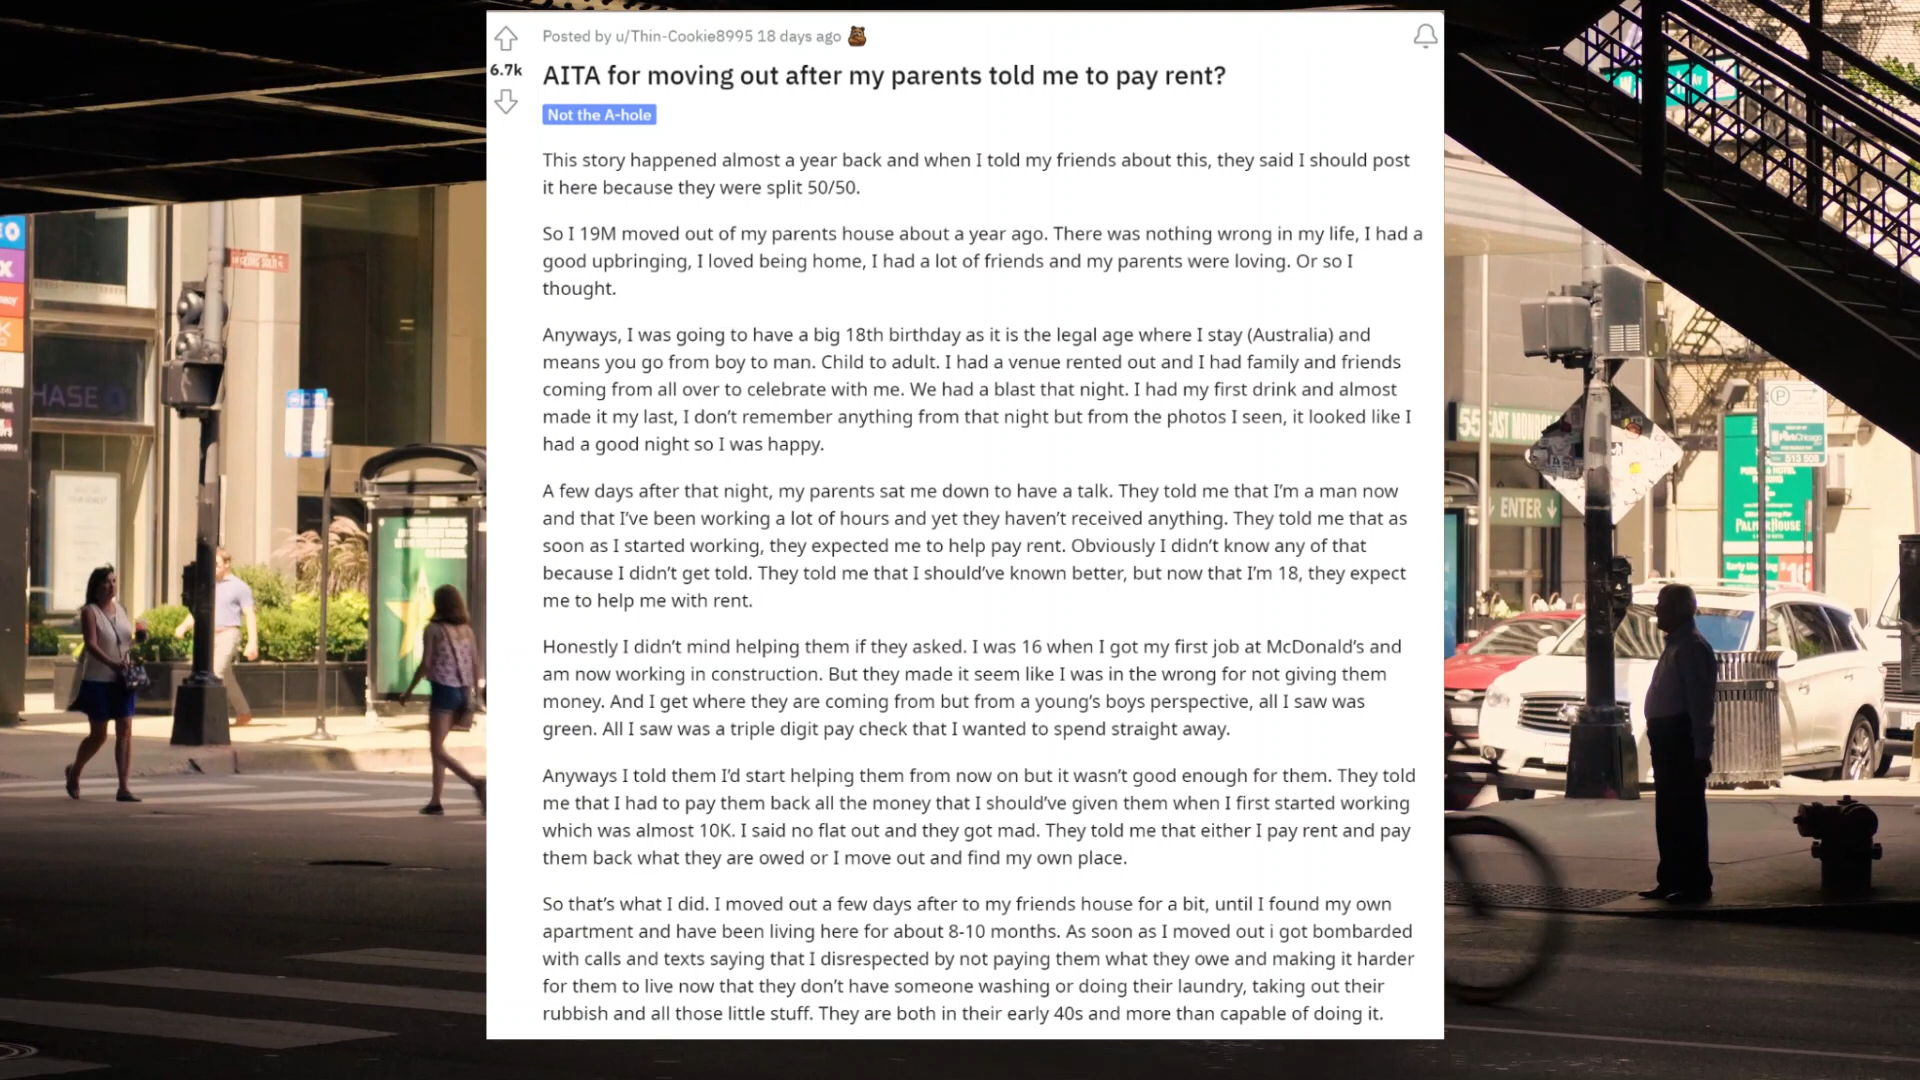 Posted by u/Thin-Cookie8995 18 days ago
6.7k
AITA for moving out after my parents told me to pay rent?
Not the A-hole
This story happened almost a year back and when I told my friends about this, they said I should post
it here because they were split 50/50.
So I 19M moved out of my parents house about a year ago. There was nothing wrong in my life, I had a
good upbringing, I loved being home, I had a lot of friends and my parents were loving. Or so I
thought.
Anyways, I was going to have a big 18th birthday as it is the legal age where I stay (Australia) and
means you go from boy to man. Child to adult. I had a venue rented out and I had family and friends
coming from all over to celebrate with me. We had a blast that night. I had my first drink and almost
made it my last, I don't remember anything from that night but from the photos I seen, it looked like I
had a good night so I was happy.
A few days after that night, my parents sat me down to have a talk. They told me that I'm a man now
and that I've been working a lot of hours and yet they haven't received anything. They told me that as
soon as I started working, they expected me to help pay rent. Obviously I didn't know any of that
because I didn't get told. They told me that I should've known better, but now that I'm 18, they expect
me to help me with rent.
Honestly I didn't mind helping them if they asked. I was 16 when I got my first job at McDonald's and
am now working in construction. But they made it seem like I was in the wrong for not giving them
money. And I get where they are coming from but from a young's boys perspective, all I saw was
green. All I saw was a triple digit pay check that I wanted to spend straight away.
Anyways I told them I'd start helping them from now on but it wasn't good enough for them. They told
me that I had to pay them back all the money that I should've given them when I first started working
which was almost 10K. I said no flat out and they got mad. They told me that either I pay rent and pay
them back what they are owed or I move out and find my own place.
So that's what I did. I moved out a few days after to my friends house for a bit, until I found my own
apartment and have been living here for about 8-10 months. As soon as I moved out i got bombarded
with calls and texts saying that I disrespected by not paying them what they owe and making it harder
for them to live now that they don't have someone washing or doing their laundry, taking out their
rubbish and all those little stuff. They are both in their early 40s and more than capable of doing it.
HASE
55 EAST MONROE
ENTER
PALMER HOUSE
P